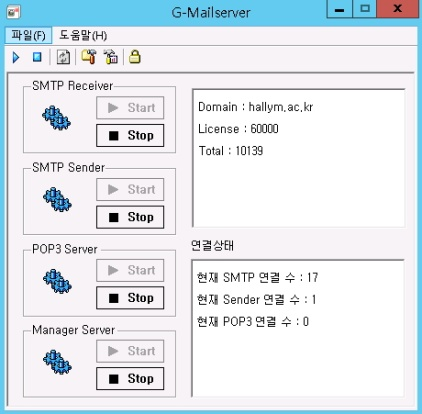 G-Mailserver
파일(F) 도움말(H)
SMTP Receiver
Start
Stop
SMTP Sender
Start
Stop
POP3 Server
Start
Stop
Manager Server
Start
Stop
Domain : hallym.ac.kr
License : 60000
Total : 10139
연결상태
현재 SMTP 연결 수 : 17
현재 Sender 연결 수 : 1
현재 POP3 연결 수 : 0